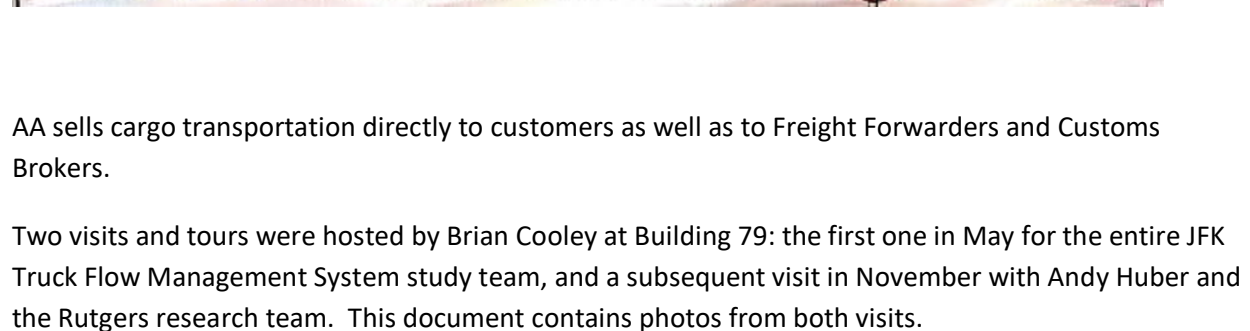 AA sells cargo transportation directly to customers as well as to Freight Forwarders and Customs
Brokers.
Two visits and tours were hosted by Brian Cooley at Building 79: the first one in May for the entire JFK
Truck Flow Management System study team, and a subsequent visit in November with Andy Huber and
the Rutgers research team.  This document contains photos from both visits.